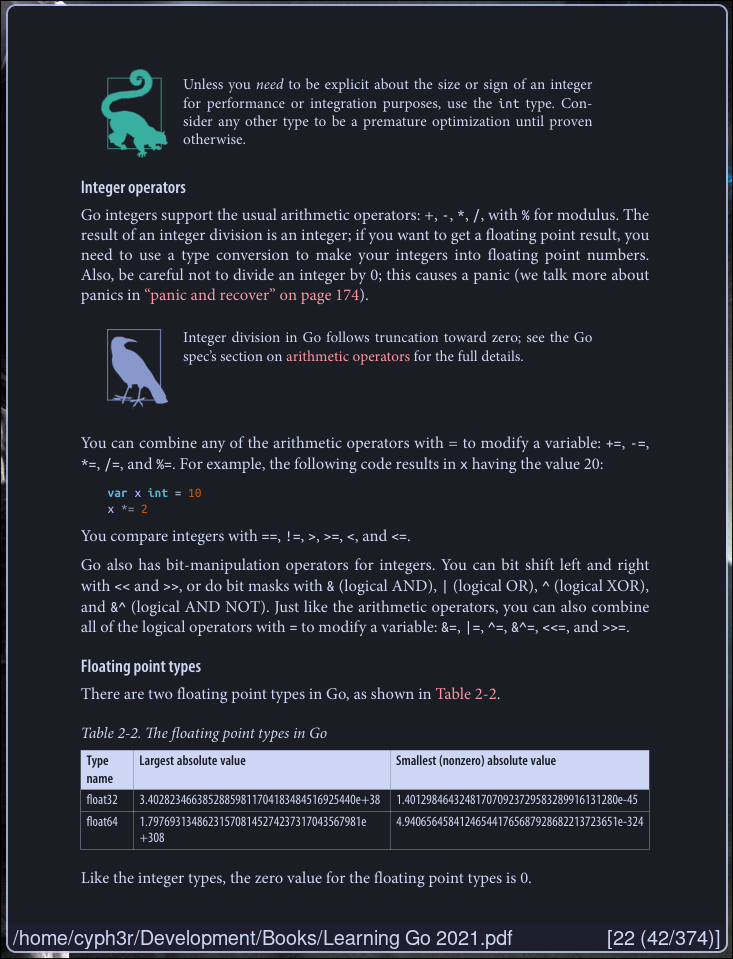 Unless you need to be explicit about the size or sign of an integer
for performance or integration purposes, use the int type. Con-
sider any other type to be a premature optimization until proven
otherwise.
Integer operators
Go integers support the usual arithmetic operators: +, -, *, /, with % for modulus. The
result of an integer division is an integer; if you want to get a floating point result, you
need to use a type conversion to make your integers into floating point numbers.
Also, be careful not to divide an integer by 0; this causes a panic (we talk more about
panics in “panic and recover” on page 174).
Integer division in Go follows truncation toward zero; see the Go
spec’s section on arithmetic operators for the full details.
You can combine any of the arithmetic operators with = to modify a variable: +=, -=,
*=, /=, and %=. For example, the following code results in x having the value 20:
var x int = 10
x *= 2
You compare integers with ==, !=, >, >=, <, and <=.
Go also has bit-manipulation operators for integers. You can bit shift left and right
with << and >>, or do bit masks with & (logical AND), | (logical OR), ^ (logical XOR),
and &^ (logical AND NOT). Just like the arithmetic operators, you can also combine
all of the logical operators with = to modify a variable: &=, |=, ^=, &^=, <<=, and >>=.
Floating point types
There are two floating point types in Go, as shown in Table 2-2.
Table 2-2. The floating point types in Go
Type name Largest absolute value Smallest (nonzero) absolute value
float32 3.40282346638528859811704183484516925440e+38 1.401298464324817070923729583289916131280e-45
float64 1.797693134862315708145274237317043567981e
+308 4.940656458412465441765687928682213723651e-324
Like the integer types, the zero value for the floating point types is 0.
/home/cyph3r/Development/Books/Learning Go 2021.pdf [22 (42/374)]